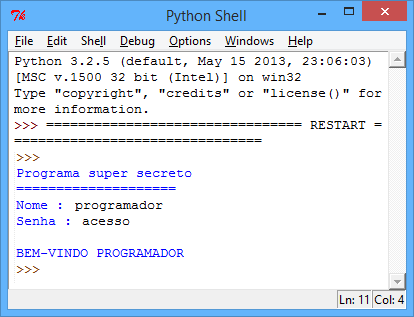 Python Shell
File Edit Shell Debug Options Windows Help
Python 3.2.5 (default, May 15 2013, 23:06:03)
[MSC v.1500 32 bit (Intel)] on win32
Type "copyright", "credits" or "license()" for
more information.
>>> ================================ RESTART =
===============================
>>>
Programa super secreto
====================
Nome : programador
Senha : acesso
BEM-VINDO PROGRAMADOR
>>>
Ln: 11 Col: 4